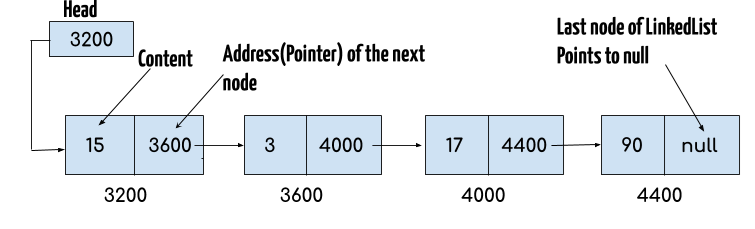 Head
3200
Content
Address(Pointer) of the next
node
Last node of LinkedList
Points to null
15 3600 3 4000 17 4400 90 null
3200 3600 4000 4400